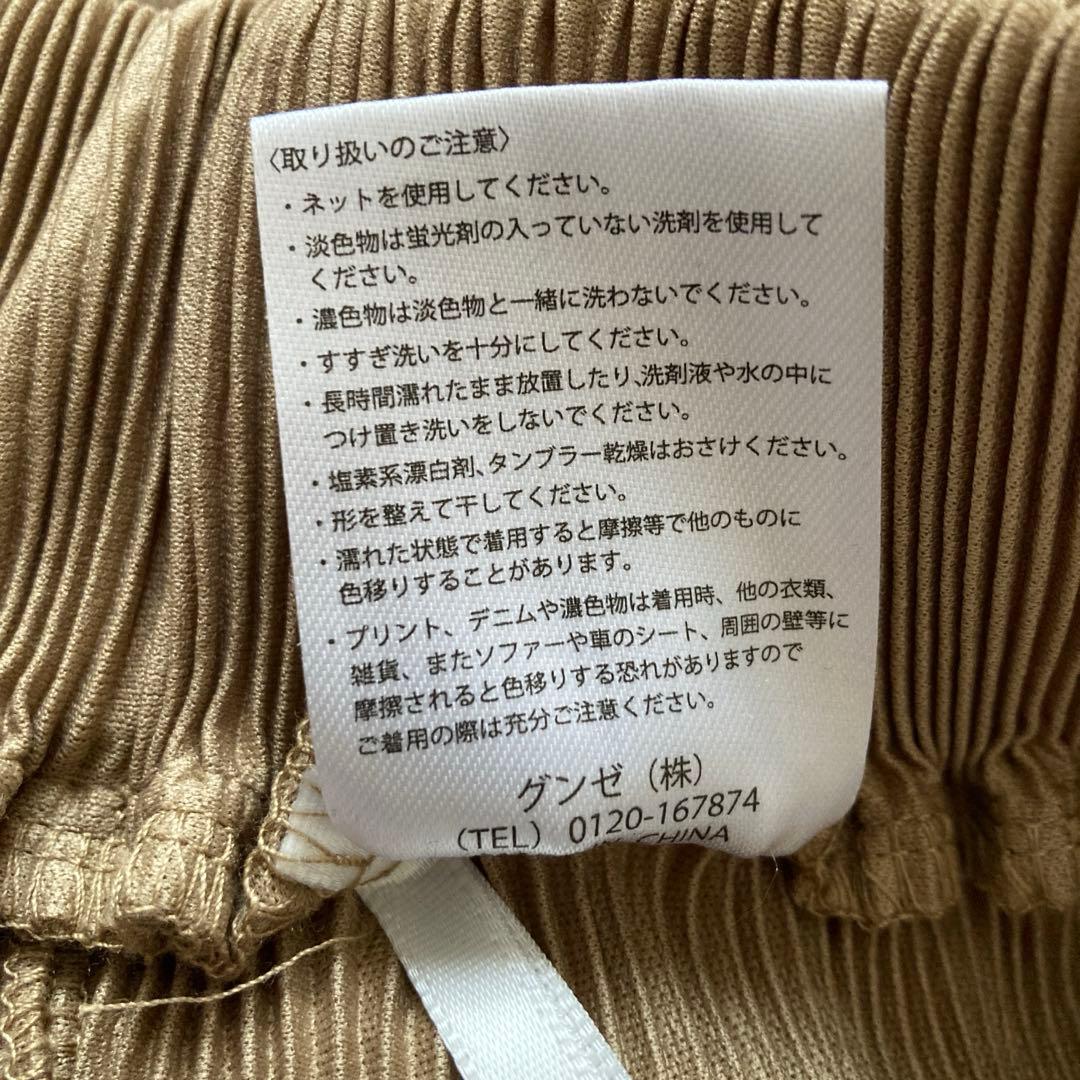 〈取り扱いのご注意〉
・ネットを使用してください。
・淡色物は蛍光剤の入っていない洗剤を使用して
ください。
・濃色物は淡色物と一緒に洗わないでください。
・すすぎ洗いを十分にしてください。
・長時間濡れたまま放置したり、洗剤液や水の中に
つけ置き洗いをしないでください。
・塩素系漂白剤、タンブラー乾燥はおさけください。
・形を整えて干してください。
・濡れた状態で着用すると摩擦等で他のものに
色移りすることがあります。
・プリント、デニムや濃色物は着用時、他の衣類、
雑貨、またソファーや車のシート、周囲の壁等に
摩擦されると色移りする恐れがありますので
ご着用の際は充分ご注意ください。
グンゼ（株）
（TEL） 0120-167874
CHINA